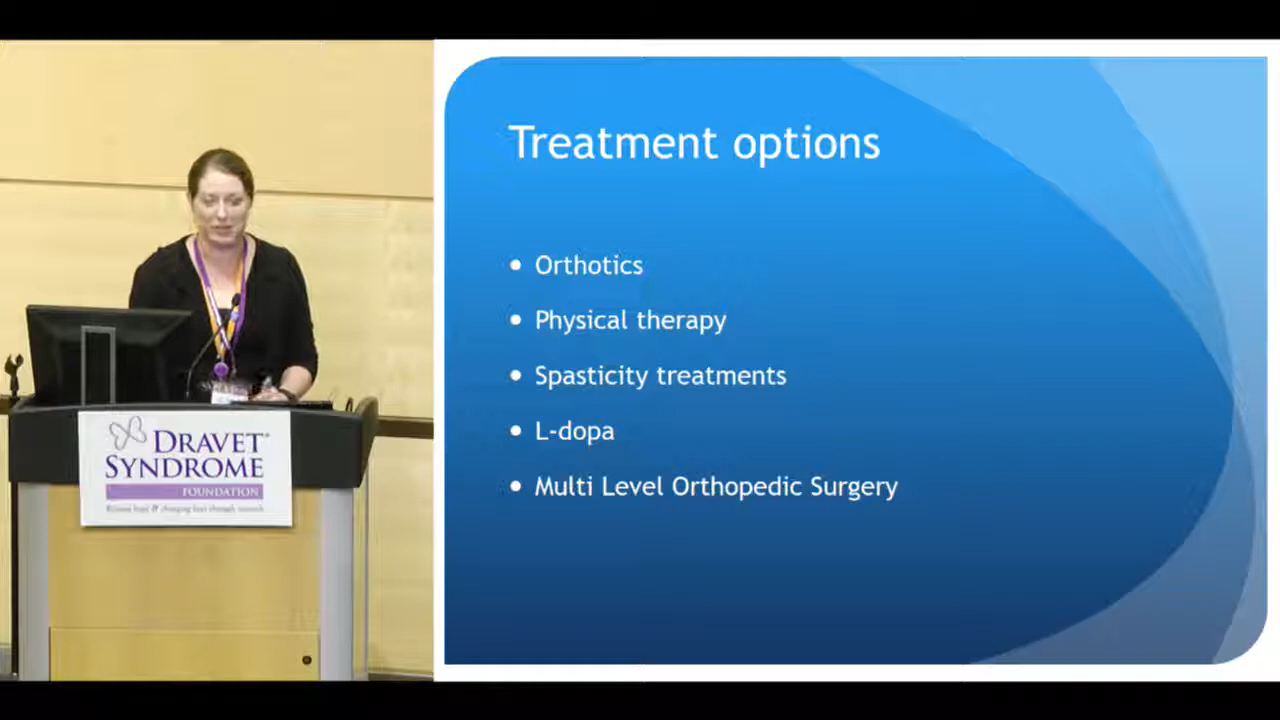 Treatment options
• Orthotics
• Physical therapy
• Spasticity treatments
• L-dopa
• Multi Level Orthopedic Surgery
DRAVET
SYNDROME
FOUNDATION